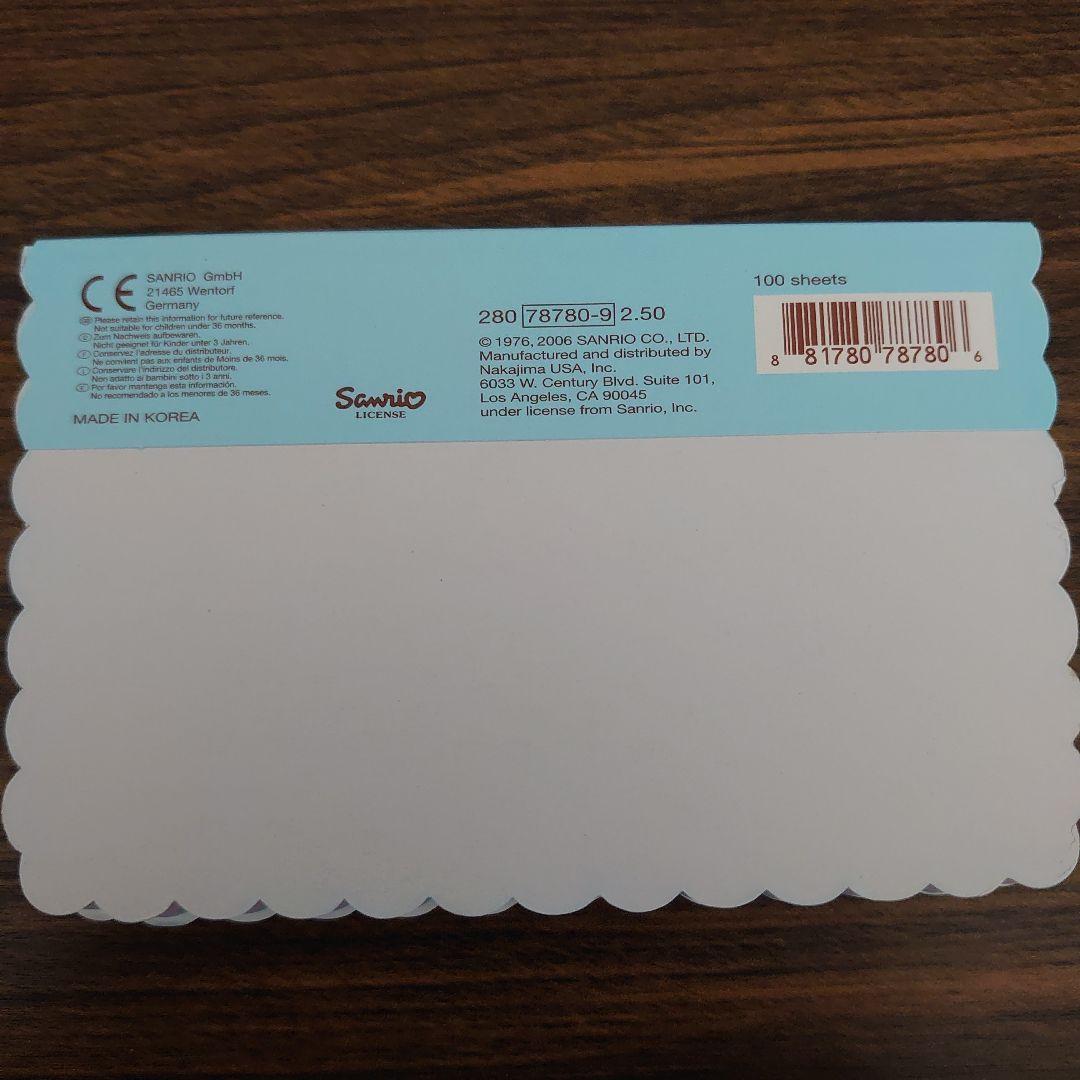 CE SANRIO GmbH
21465 Wentorf
Germany
GB Please retain this information for future reference.
Not suitable for children under 36 months.
D Zum Nachweis aufbewaren.
Nicht geeignet für Kinder unter 3 Jahren.
F Conservez l'adresse du distributeur.
Ne convient pas aux enfants de Moins de 36 mois.
I Conservare l'indirizzo del distributore.
Non adatto ai bambini sotto i 3 anni.
E Por favor mantenga esta información.
No recomendado a los menores de 36 meses.
MADE IN KOREA
Sanrio
LICENSE
280 78780-9 2.50
© 1976, 2006 SANRIO CO., LTD.
Manufactured and distributed by
Nakajima USA, Inc.
6033 W. Century Blvd. Suite 101,
Los Angeles, CA 90045
under license from Sanrio, Inc.
100 sheets
8 81780 78780 6